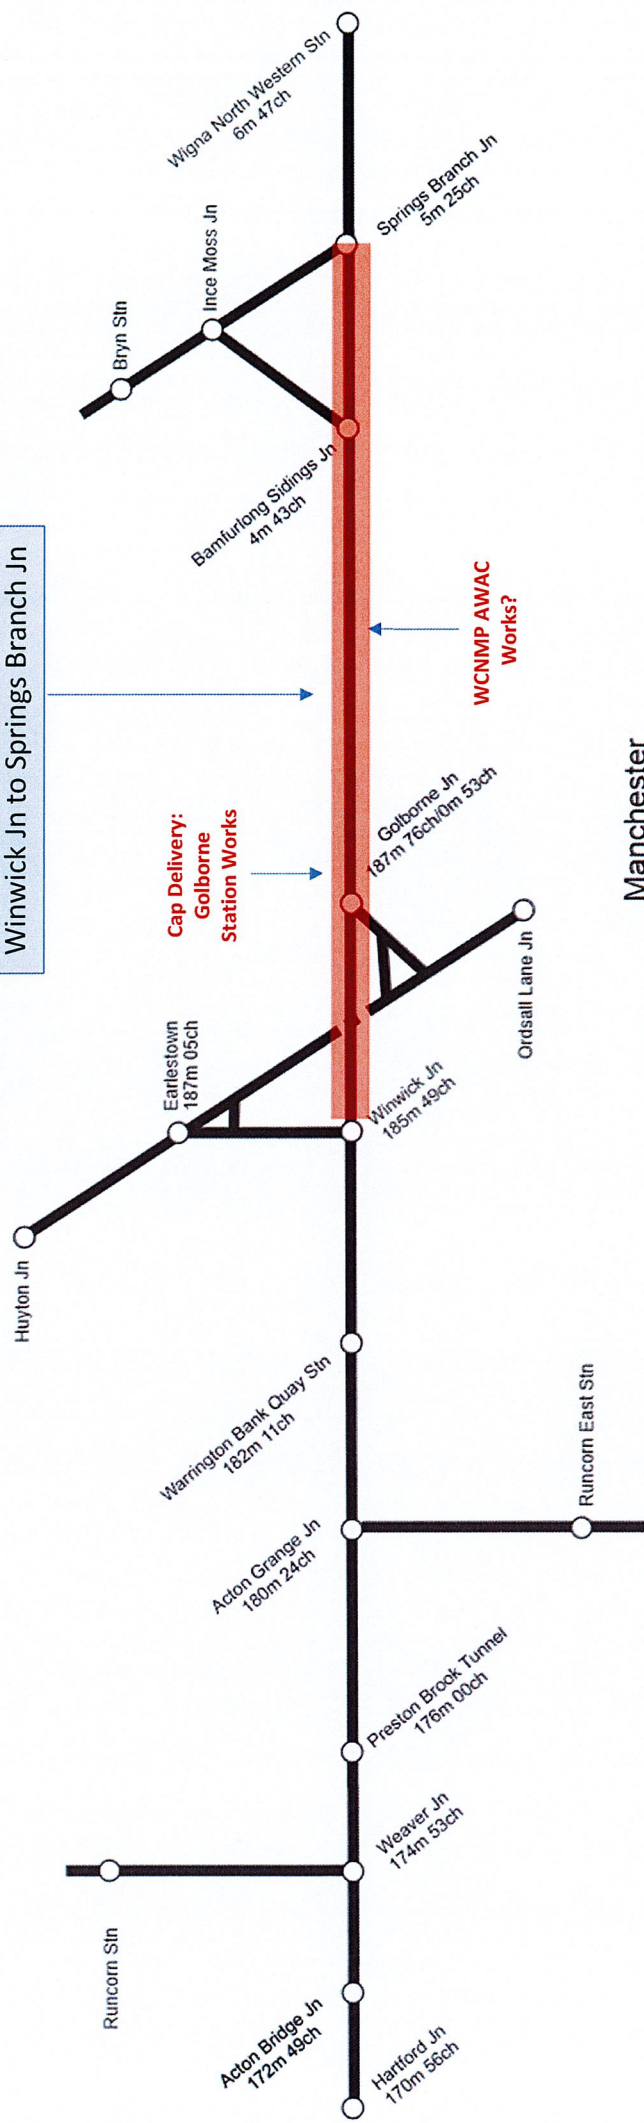 Winwick Jn to Springs Branch Jn
Huyton Jn
Earlestown
187m 05ch
Cap Delivery:
Golborne
Station Works
Bryn Stn
Ince Moss Jn
Wigna North Western Stn
6m 47ch
Springs Branch Jn
5m 25ch
Bamfurlong Sidings Jn
4m 43ch
WCNMP AWAC
Works?
Golborne Jn
187m 76ch/0m 53ch
Ordsall Lane Jn
Manchester
Winwick Jn
185m 49ch
Warrington Bank Quay Stn
182m 11ch
Acton Grange Jn
180m 24ch
Runcorn East Stn
Preston Brook Tunnel
176m 00ch
Weaver Jn
174m 53ch
Runcorn Stn
Acton Bridge Jn
172m 49ch
Hartford Jn
170m 56ch